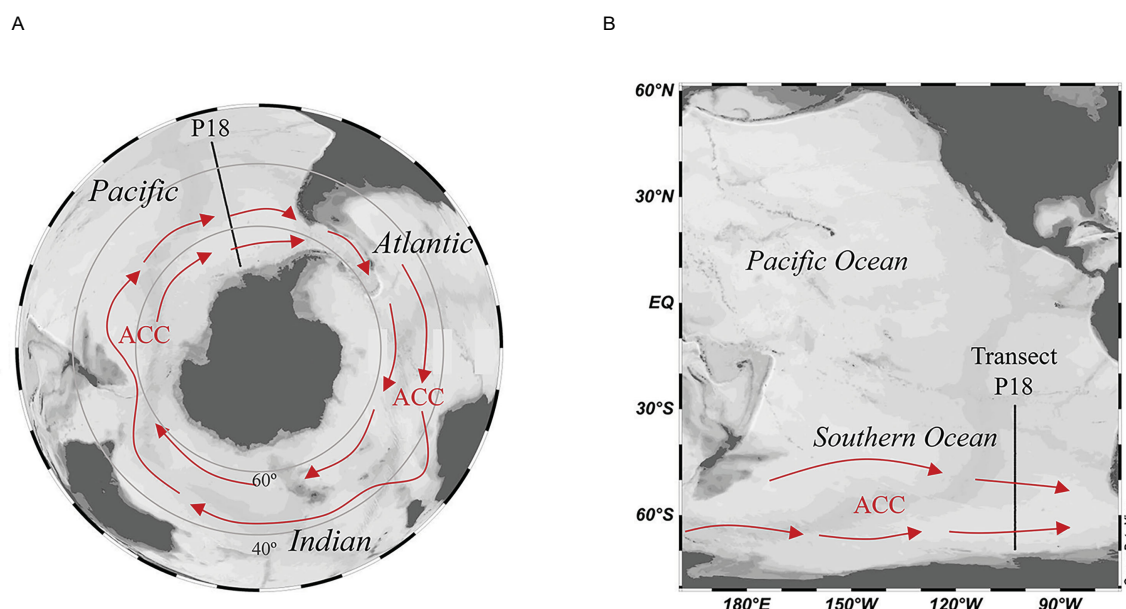 A
B
P18
Pacific
Atlantic
ACC
ACC
60º
40º
Indian
60°N
30°N
EQ
30°S
60°S
Pacific Ocean
Transect
P18
Southern Ocean
ACC
180°E
150°W
120°W
90°W